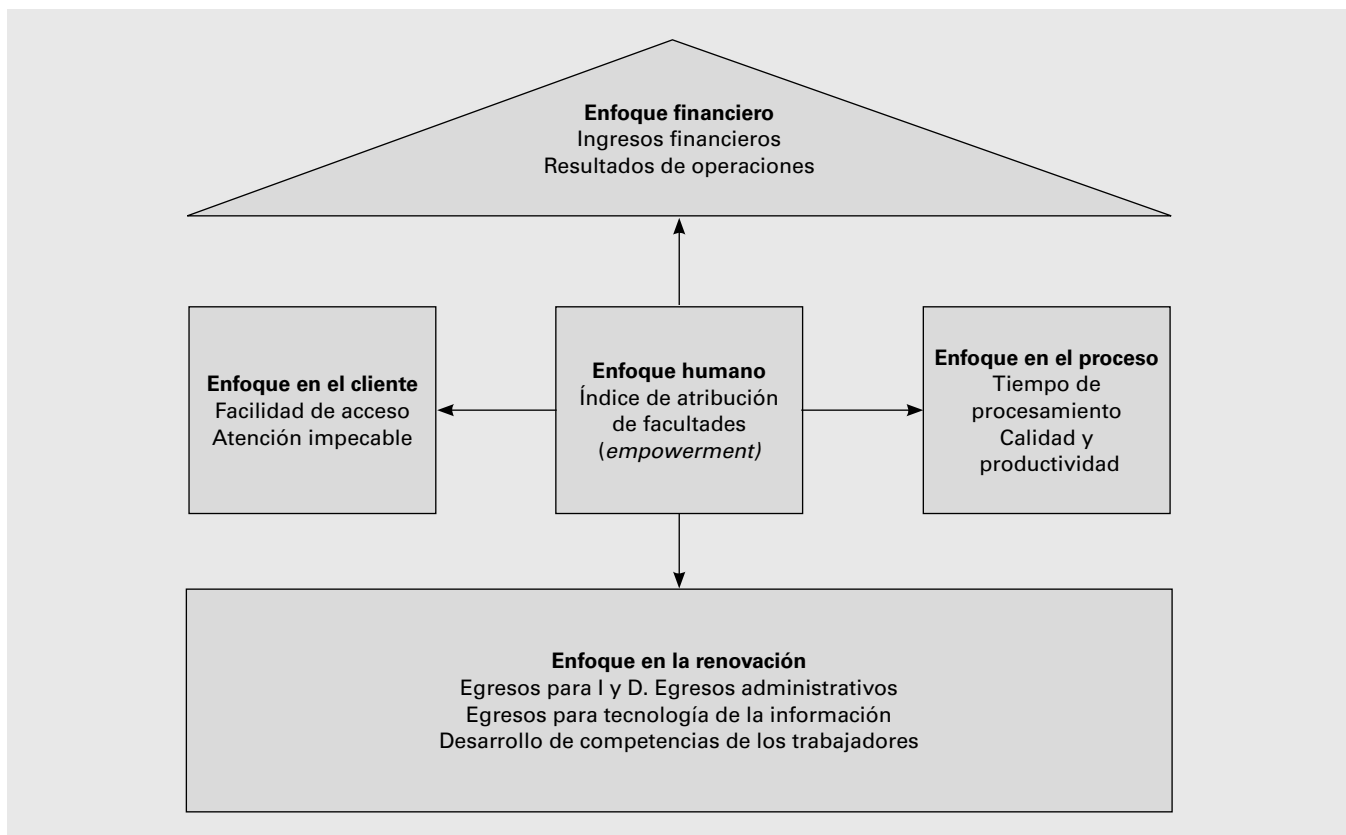 Enfoque financiero
Ingresos financieros
Resultados de operaciones
Enfoque en el cliente
Facilidad de acceso
Atención impecable
Enfoque humano
Índice de atribución
de facultades
(empowerment)
Enfoque en el proceso
Tiempo de
procesamiento
Calidad y
productividad
Enfoque en la renovación
Egresos para I y D. Egresos administrativos
Egresos para tecnología de la información
Desarrollo de competencias de los trabajadores